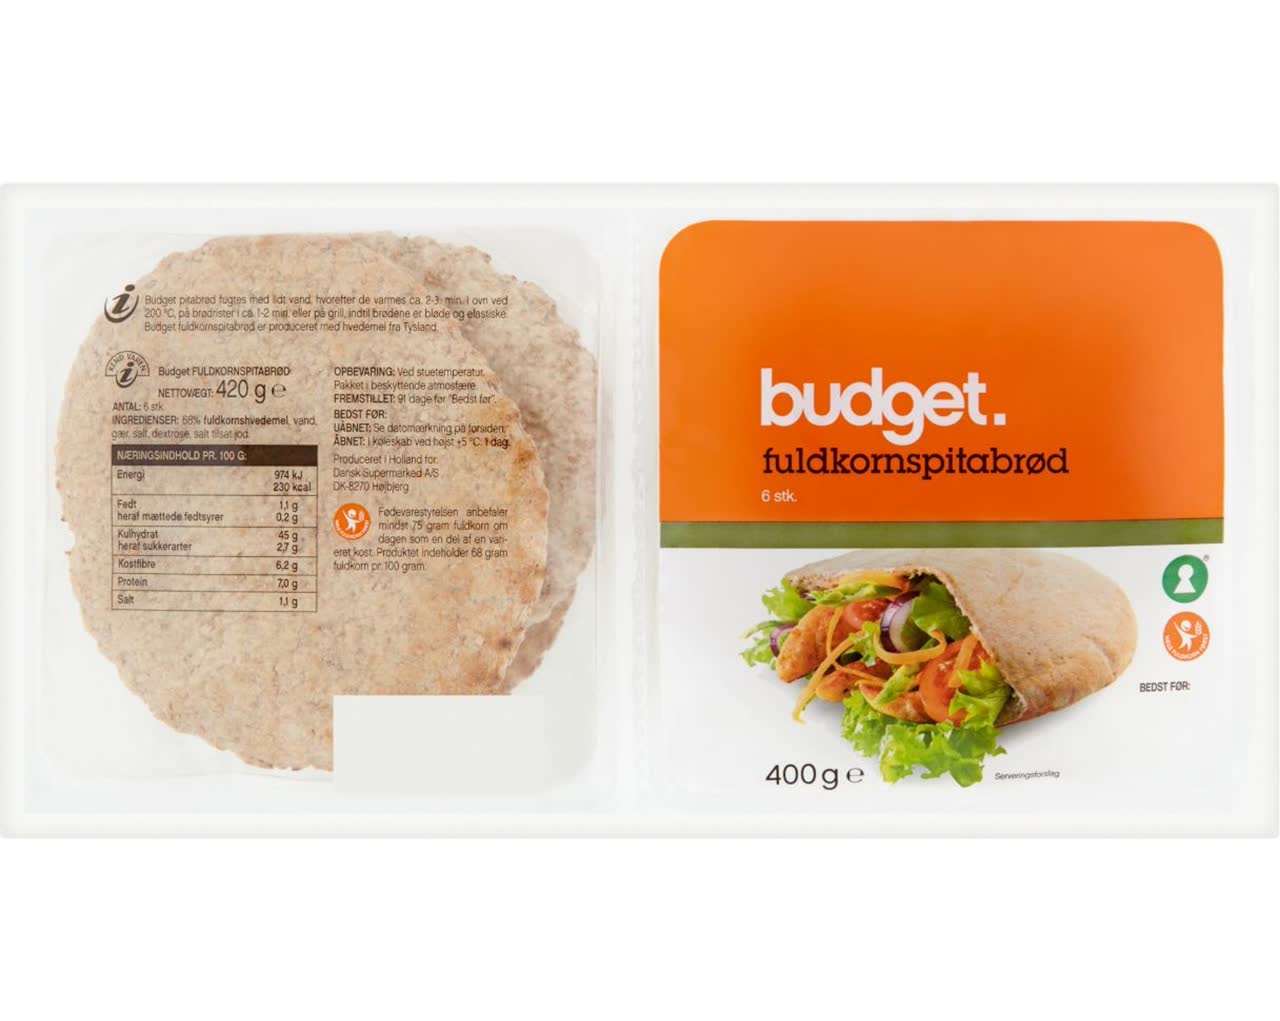 Budget pitabrød fugtes med lidt vand, hvorefter de varmes ca. 2-3. min. i ovn ved
200 °C, på brødrister i ca. 1-2 min. eller på grill, indtil brødene er bløde og elastiske.
Budget fuldkornspitabrød er produceret med hvedemel fra Tyskland.
KEND VAREN
Budget FULDKORNSPITABRØD
NETTOVÆGT: 420 g ℮
ANTAL: 6 stk.
INGREDIENSER: 68% fuldkornshvedemel, vand,
gær, salt, dextrose, salt tilsat jod.
NÆRINGSINDHOLD PR. 100 G:
Energi 974 kJ
230 kcal
Fedt 1,1 g
heraf mættede fedtsyrer 0,2 g
Kulhydrat 45 g
heraf sukkerarter 2,7 g
Kostfibre 6,2 g
Protein 7,0 g
Salt 1,1 g
OPBEVARING: Ved stuetemperatur.
Pakket i beskyttende atmosfære.
FREMSTILLET: 91 dage før "Bedst før".
BEDST FØR:
UÅBNET: Se datomærkning på forsiden.
ÅBNET: I køleskab ved højst +5 °C: 1 dag.
Produceret i Holland for:
Dansk Supermarked A/S
DK-8270 Højbjerg
Fødevarestyrelsen anbefaler
mindst 75 gram fuldkorn om
dagen som en del af en vari-
eret kost. Produktet indeholder 68 gram
fuldkorn pr. 100 gram.
budget.
fuldkornspitabrød
6 stk.
®
VÆLG FULDKORN FØRST
BEDST FØR:
400 g ℮
Serveringsforslag